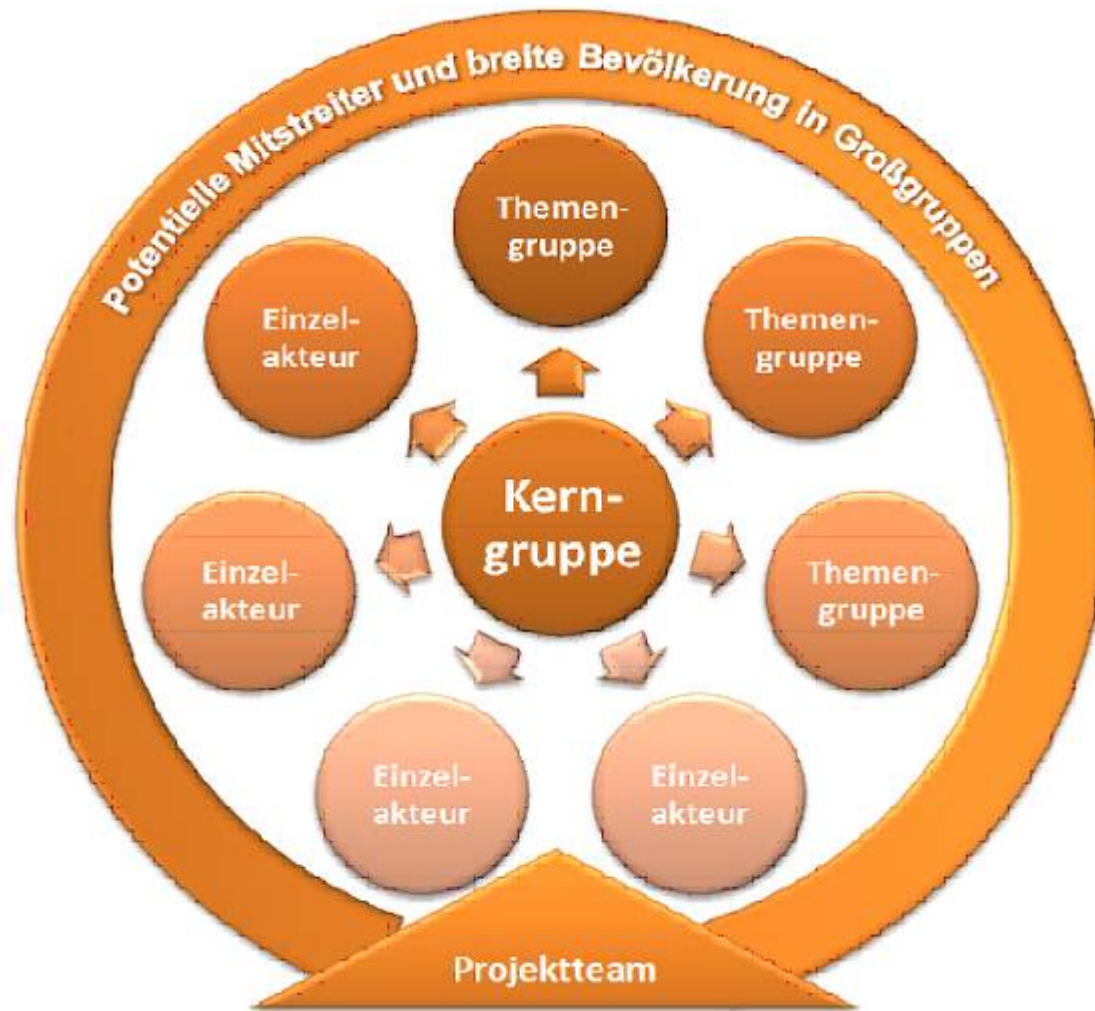 Potentielle Mitstreiter und breite Bevölkerung in Großgruppen
Themen-
gruppe
Einzel-
akteur
Themen-
gruppe
Kern-
gruppe
Einzel-
akteur
Themen-
gruppe
Einzel-
akteur
Einzel-
akteur
Projektteam